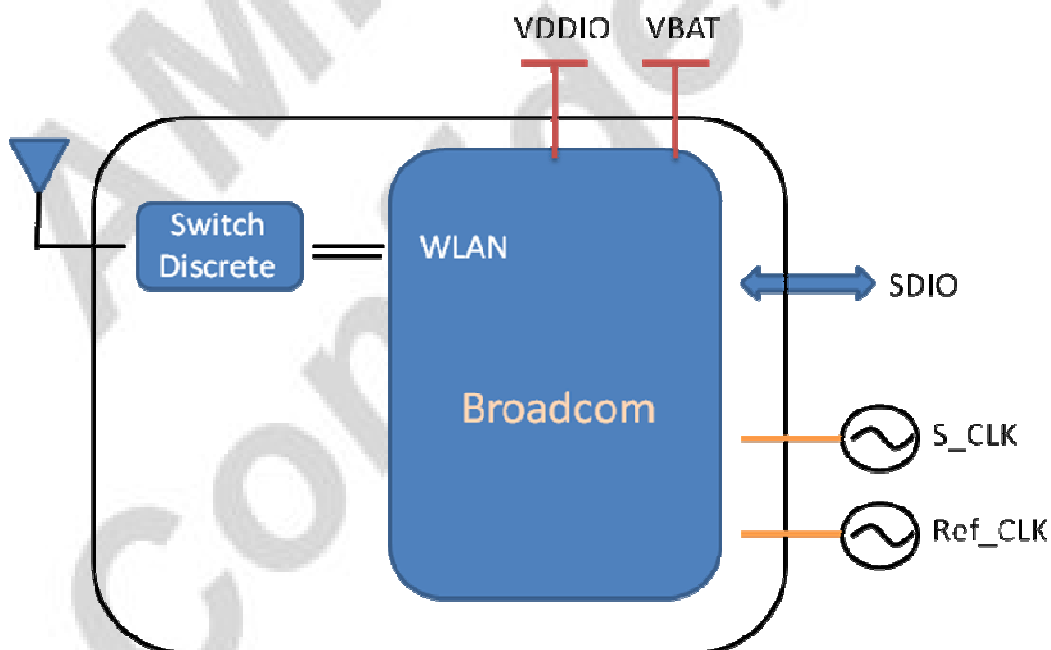 VDDIO VBAT
Switch
Discrete
WLAN
SDIO
Broadcom
S_CLK
Ref_CLK